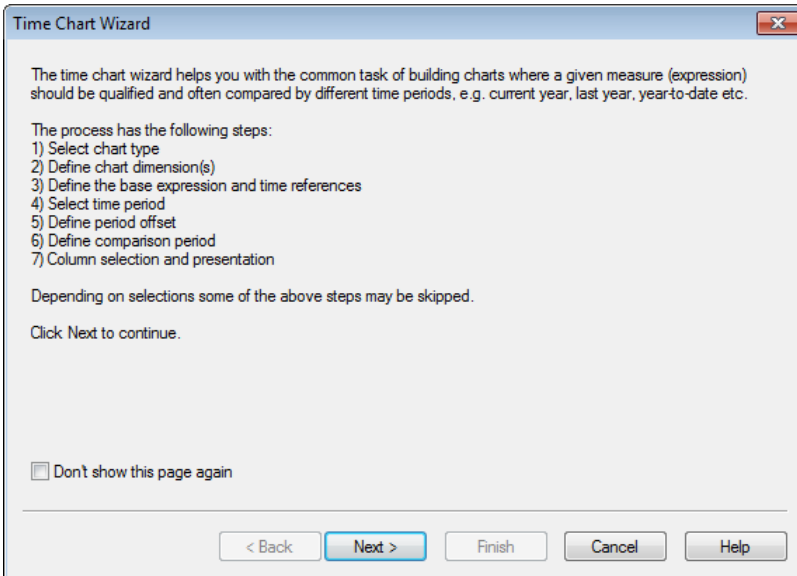 Time Chart Wizard
The time chart wizard helps you with the common task of building charts where a given measure (expression)
should be qualified and often compared by different time periods, e.g. current year, last year, year-to-date etc.
The process has the following steps:
1) Select chart type
2) Define chart dimension(s)
3) Define the base expression and time references
4) Select time period
5) Define period offset
6) Define comparison period
7) Column selection and presentation
Depending on selections some of the above steps may be skipped.
Click Next to continue.
Don't show this page again
< Back Next > Finish Cancel Help